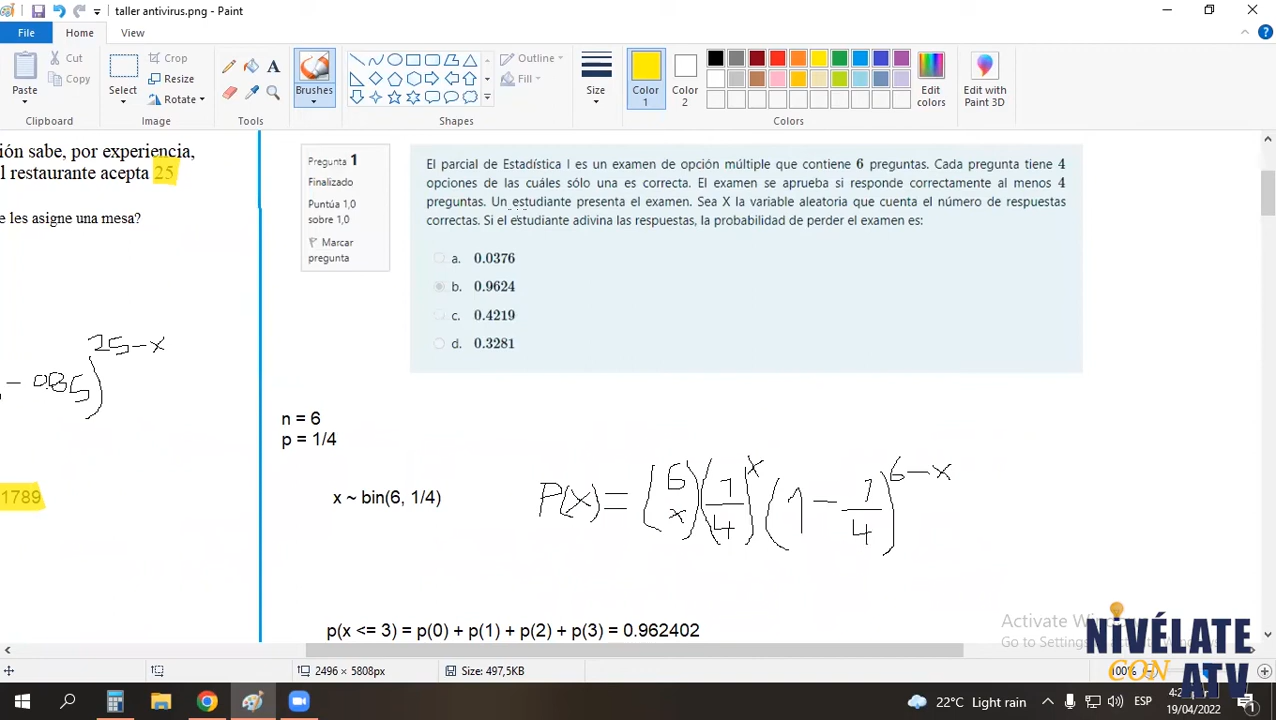 taller antivirus.png - Paint
File
Home
View
Paste
Cut
Copy
Clipboard
Select
Crop
Resize
Rotate
Image
Tools
Brushes
Outline
Fill
Shapes
Size
Color 1
Color 2
Edit colors
Edit with Paint 3D
Colors
ión sabe, por experiencia,
l restaurante acepta 25
e les asigne una mesa?
- 0.85)^25-x
1789
Pregunta 1
Finalizado
Puntúa 1,0
sobre 1,0
Marcar
pregunta
El parcial de Estadística I es un examen de opción múltiple que contiene 6 preguntas. Cada pregunta tiene 4
opciones de las cuáles sólo una es correcta. El examen se aprueba si responde correctamente al menos 4
preguntas. Un estudiante presenta el examen. Sea X la variable aleatoria que cuenta el número de respuestas
correctas. Si el estudiante adivina las respuestas, la probabilidad de perder el examen es:
a. 0.0376
b. 0.9624
c. 0.4219
d. 0.3281
n = 6
p = 1/4
x ~ bin(6, 1/4)
P(x) = (6 x) (1/4)^x (1 - 1/4)^6-x
p(x <= 3) = p(0) + p(1) + p(2) + p(3) = 0.962402
NIVÉLATE
CON
ATV
2496 × 5808px
Size: 497,5KB
100%
22°C Light rain
ESP
19/04/2022